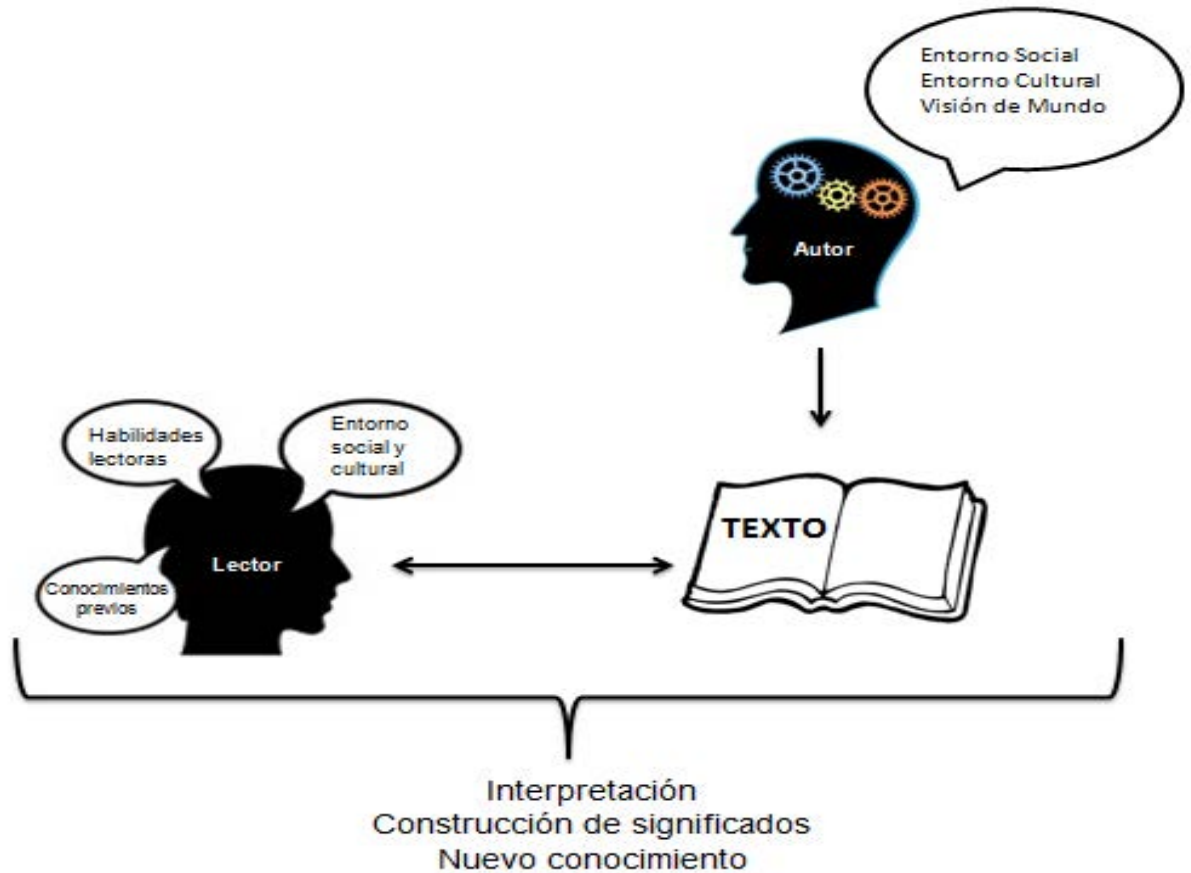 Entorno Social
Entorno Cultural
Visión de Mundo
Autor
Habilidades
lectoras
Entorno
social y
cultural
Lector
Conocimientos
previos
TEXTO
Interpretación
Construcción de significados
Nuevo conocimiento